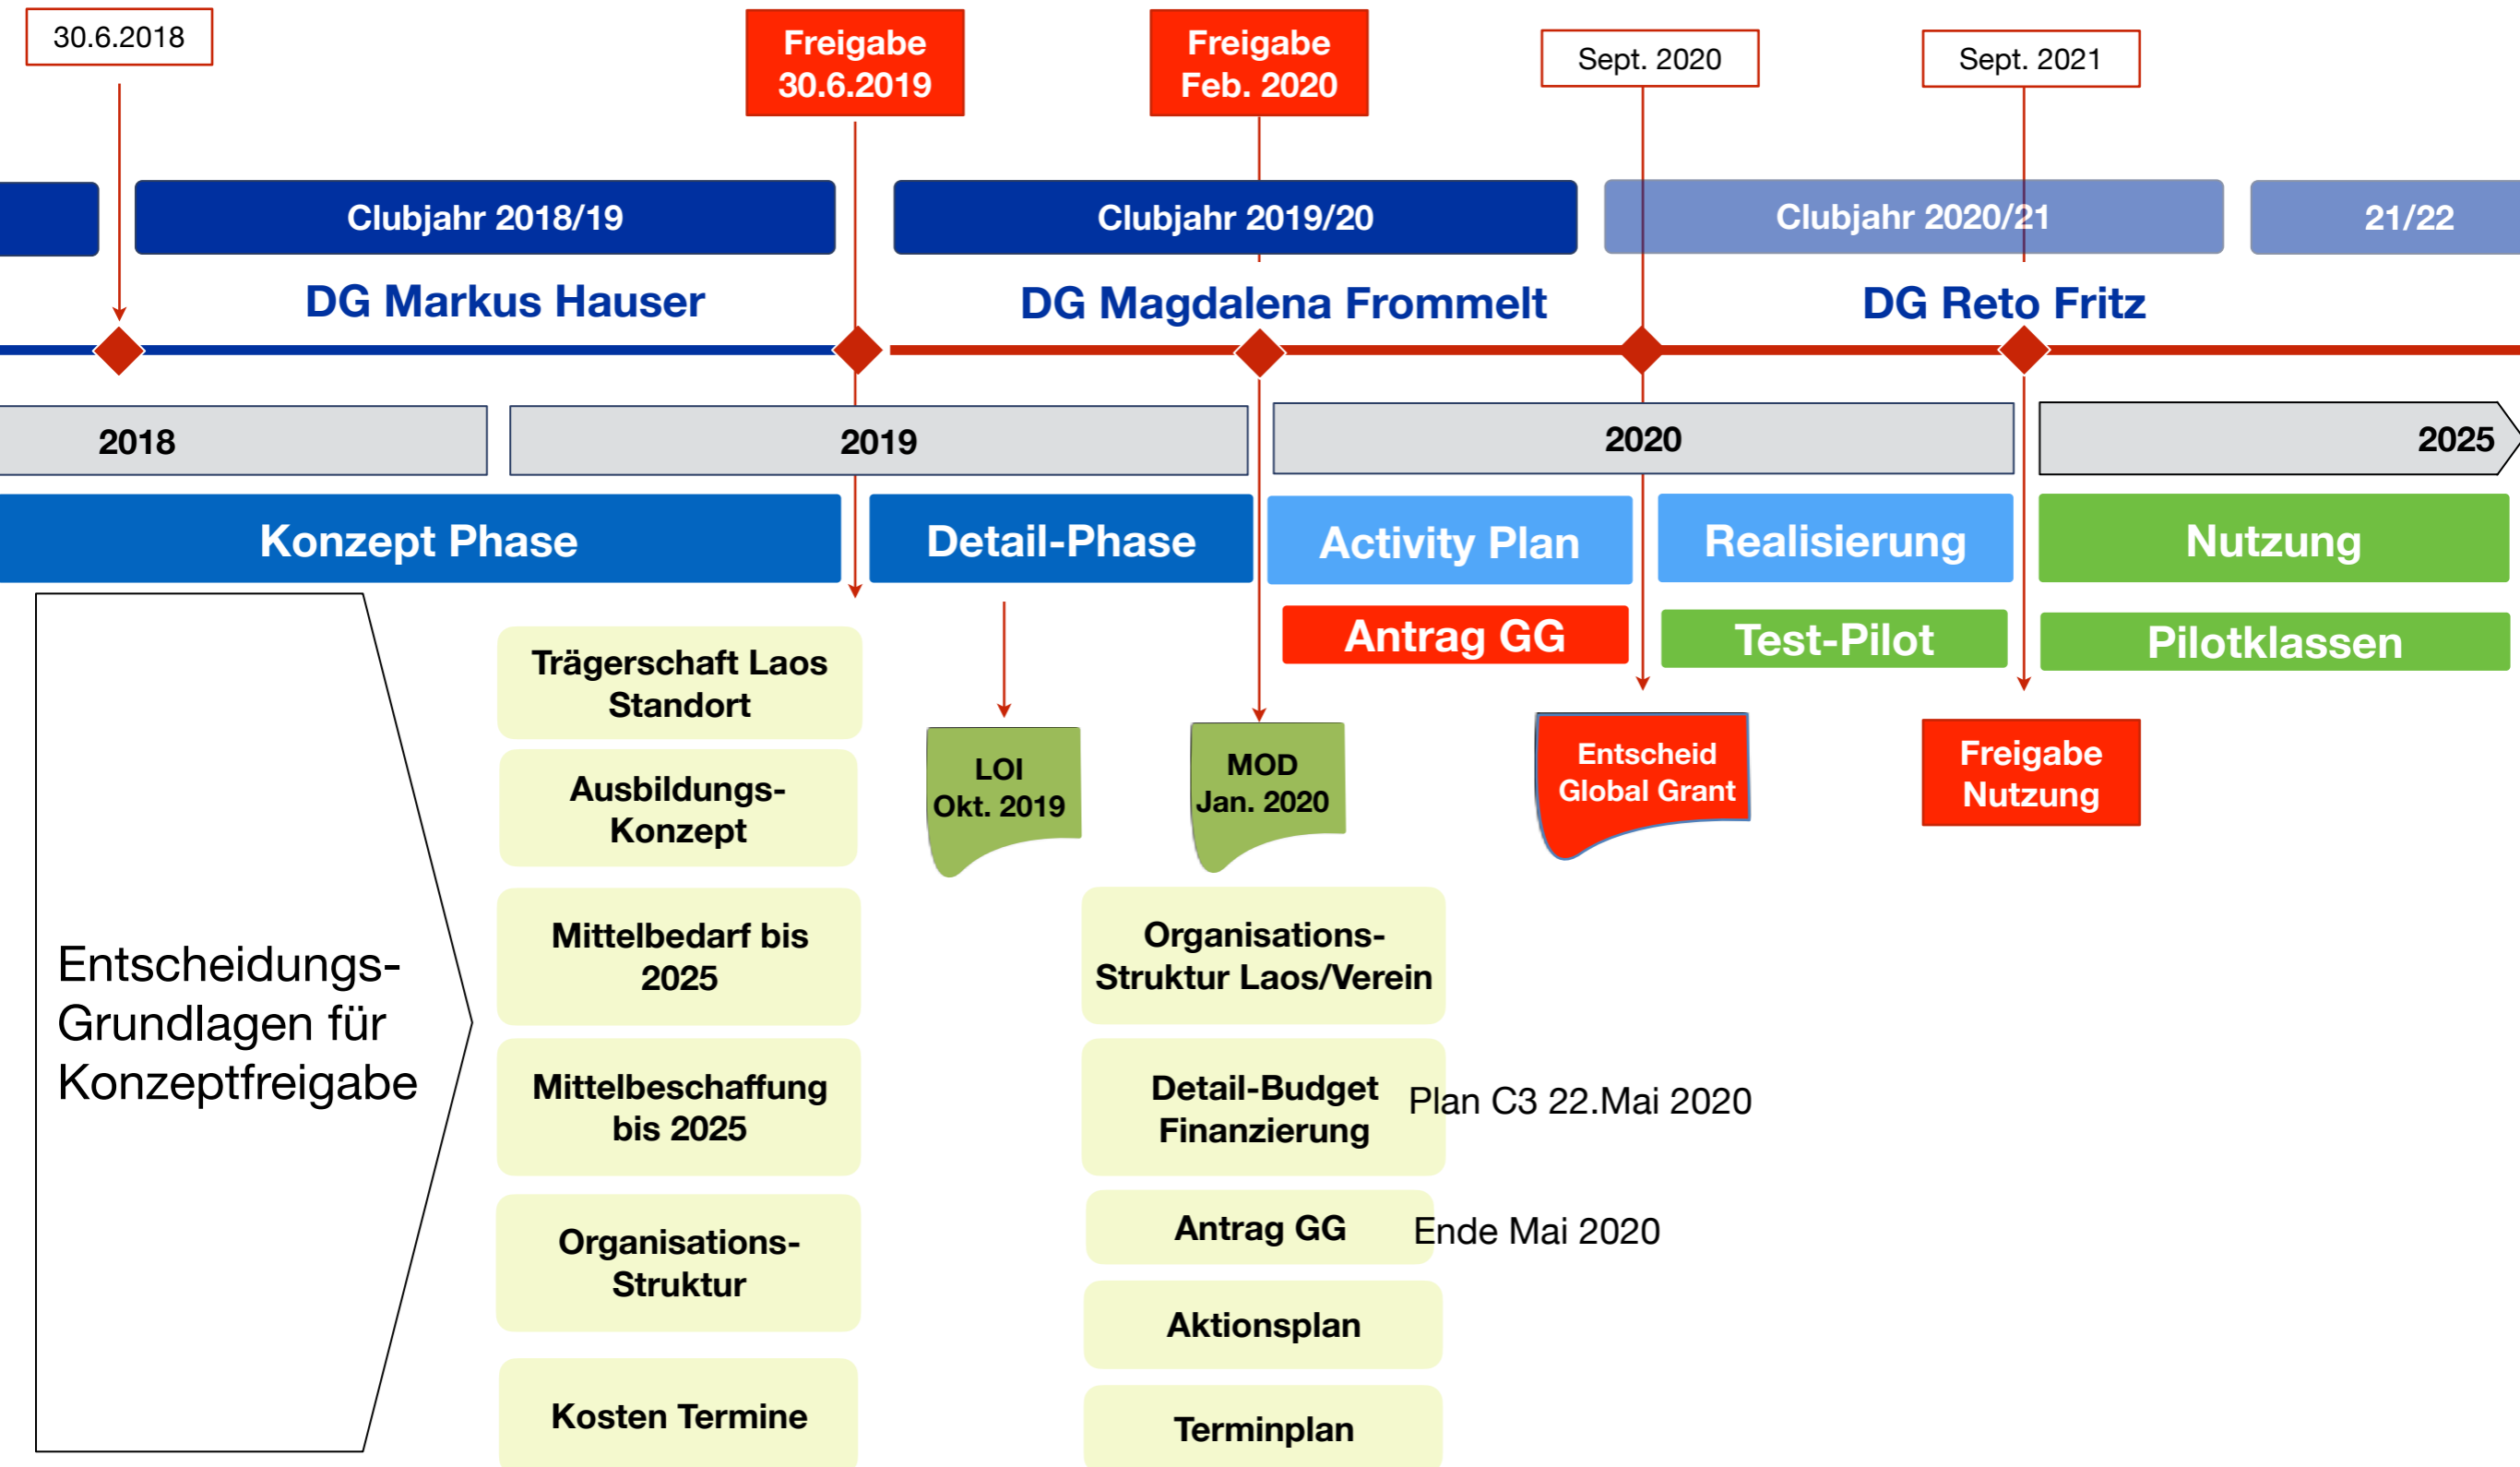 30.6.2018
Freigabe
30.6.2019
Freigabe
Feb. 2020
Sept. 2020
Sept. 2021
Clubjahr 2018/19
Clubjahr 2019/20
Clubjahr 2020/21
21/22
DG Markus Hauser
DG Magdalena Frommelt
DG Reto Fritz
2018
2019
2020
2025
Konzept Phase
Detail-Phase
Activity Plan
Realisierung
Nutzung
Antrag GG
Test-Pilot
Pilotklassen
Entscheidungs-
Grundlagen für
Konzeptfreigabe
Trägerschaft Laos
Standort
Ausbildungs-
Konzept
Mittelbedarf bis
2025
Mittelbeschaffung
bis 2025
Organisations-
Struktur
Kosten Termine
LOI
Okt. 2019
MOD
Jan. 2020
Entscheid
Global Grant
Freigabe
Nutzung
Organisations-
Struktur Laos/Verein
Detail-Budget
Finanzierung
Plan C3 22.Mai 2020
Antrag GG
Ende Mai 2020
Aktionsplan
Terminplan